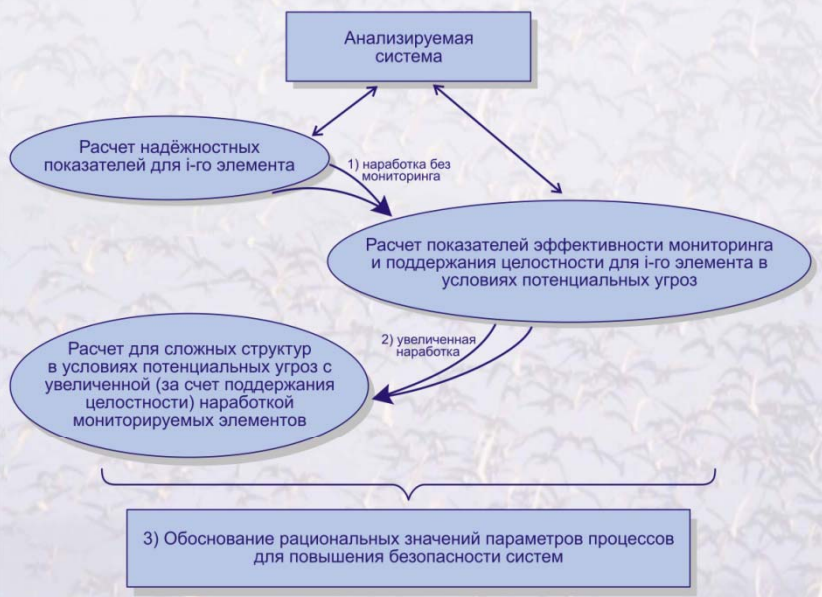 Анализируемая
система
Расчет надёжностных
показателей для i-го элемента
1) наработка без
мониторинга
Расчет показателей эффективности мониторинга
и поддержания целостности для i-го элемента в
условиях потенциальных угроз
2) увеличенная
наработка
Расчет для сложных структур
в условиях потенциальных угроз с
увеличенной (за счет поддержания
целостности) наработкой
мониторируемых элементов
3) Обоснование рациональных значений параметров процессов
для повышения безопасности систем